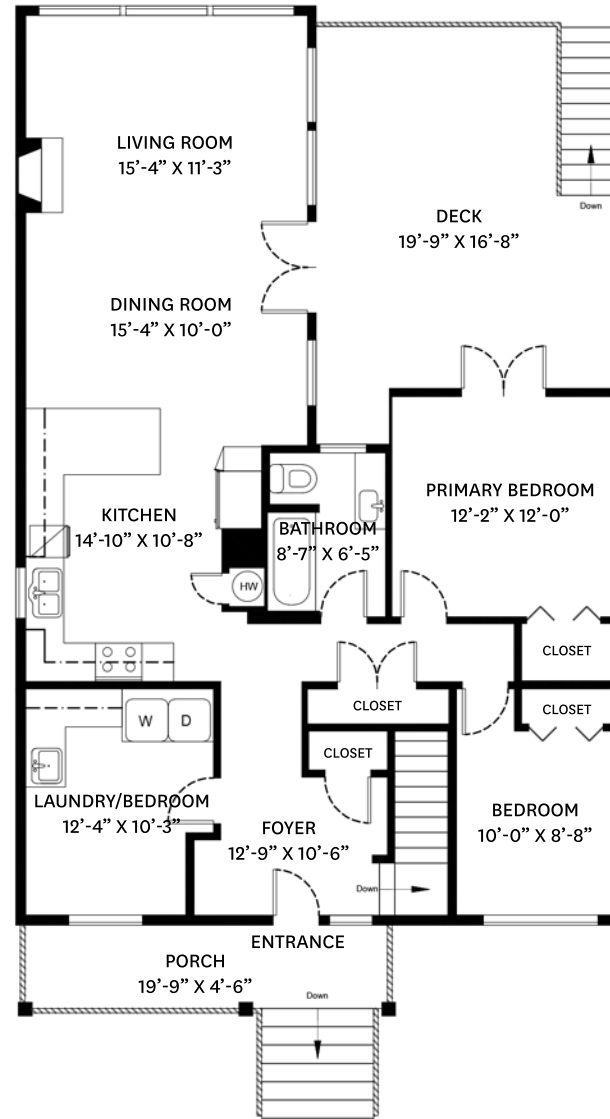 LIVING ROOM
15'-4” X 11'-3”
Down
DECK
19'-9” X 16'-8”
DINING ROOM
15'-4” X 10'-0”
PRIMARY BEDROOM
12'-2” X 12'-0”
KITCHEN
14'-10” X 10'-8”
BATHROOM
8'-7” X 6'-5”
HW
CLOSET
CLOSET
CLOSET
W D
CLOSET
LAUNDRY/BEDROOM
12'-4” X 10'-3”
BEDROOM
10'-0” X 8'-8”
FOYER
12'-9” X 10'-6”
Down
ENTRANCE
PORCH
19'-9” X 4'-6”
Down